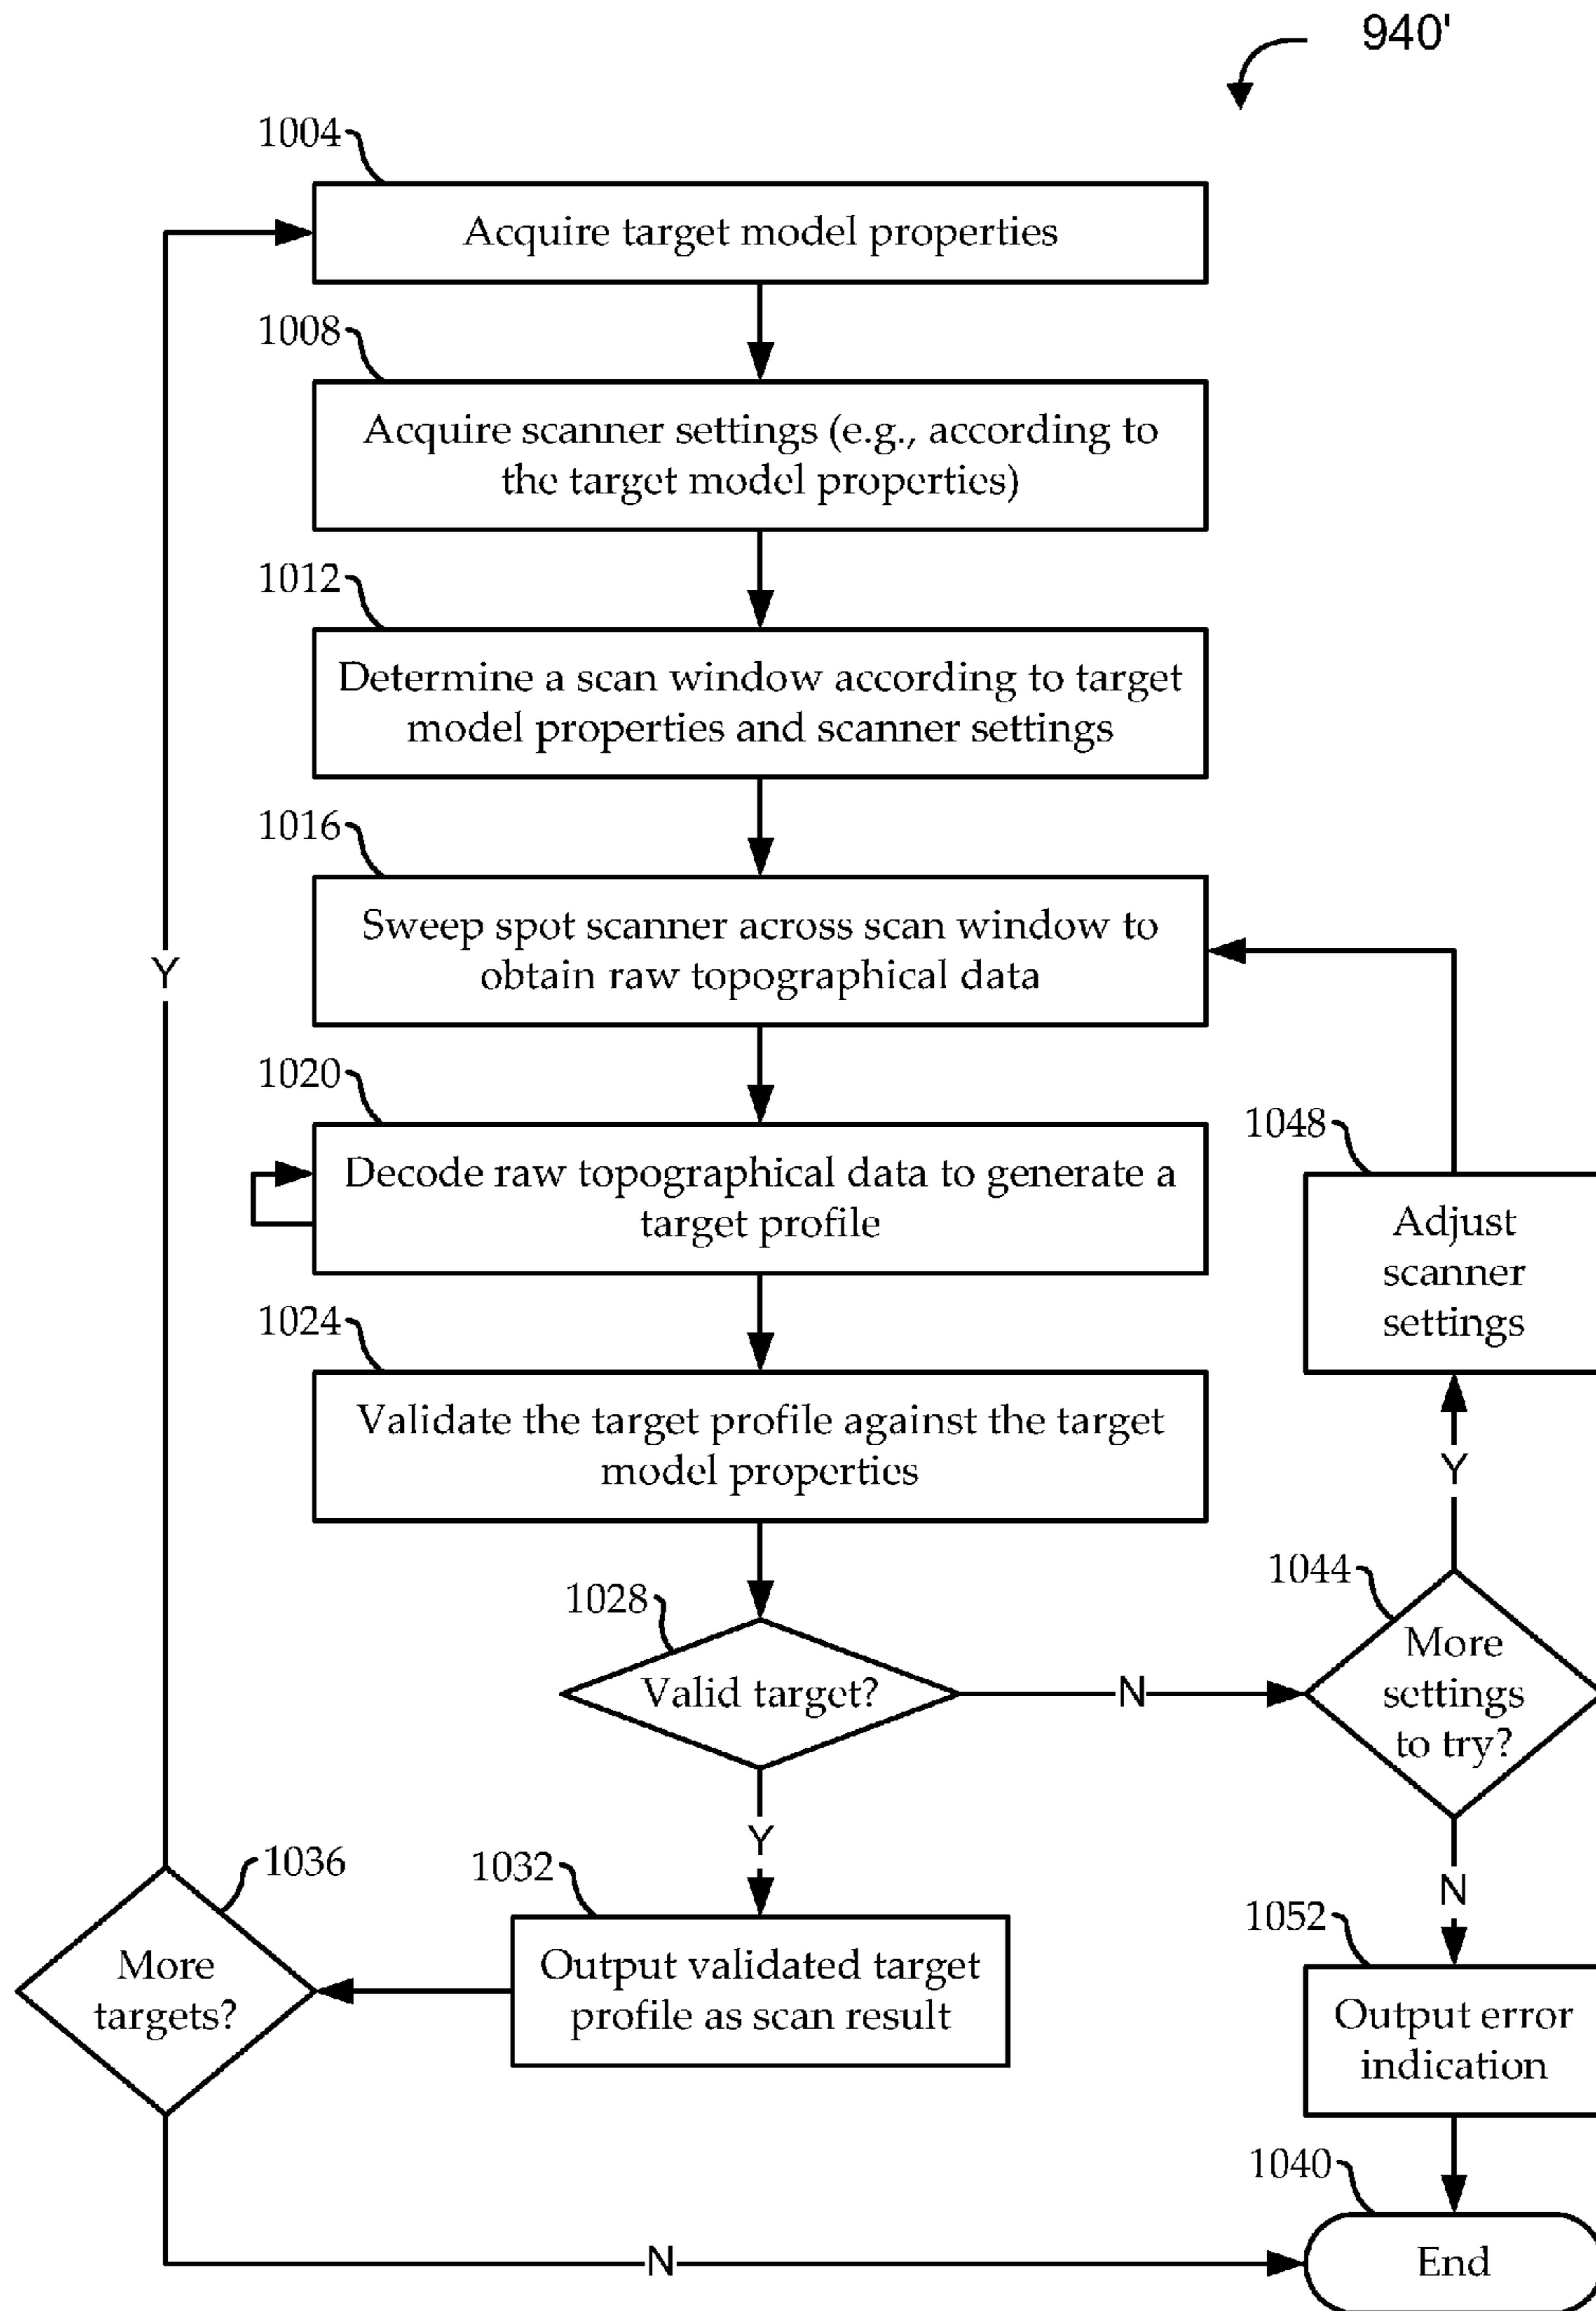 940'
1004
Acquire target model properties
1008
Acquire scanner settings (e.g., according to
the target model properties)
1012
Determine a scan window according to target
model properties and scanner settings
1016
Sweep spot scanner across scan window to
obtain raw topographical data
Y
1020
Decode raw topographical data to generate a
target profile
1048
Adjust
scanner
settings
1024
Validate the target profile against the target
model properties
Y
1028
Valid target?
N
1044
More
settings
to try?
Y
N
1036
More
targets?
1032
Output validated target
profile as scan result
1052
Output error
indication
1040
N
End